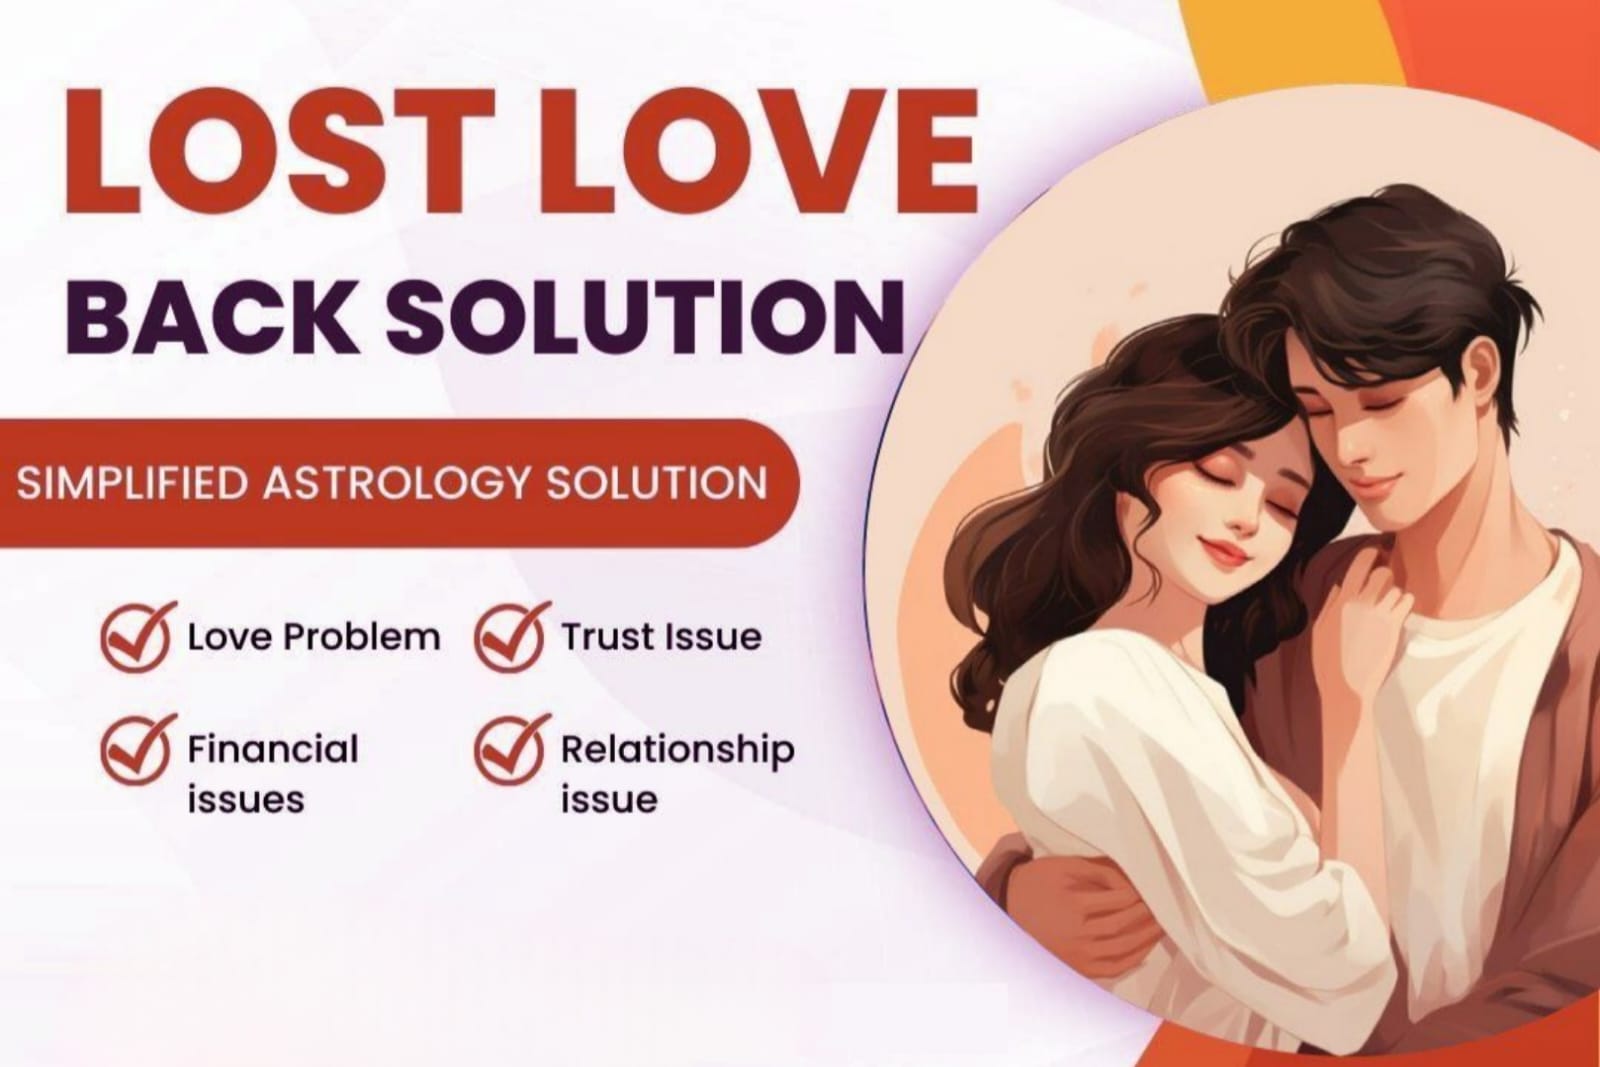 LOST LOVE
BACK SOLUTION
SIMPLIFIED ASTROLOGY SOLUTION
Love Problem
Trust Issue
Financial
issues
Relationship
issue